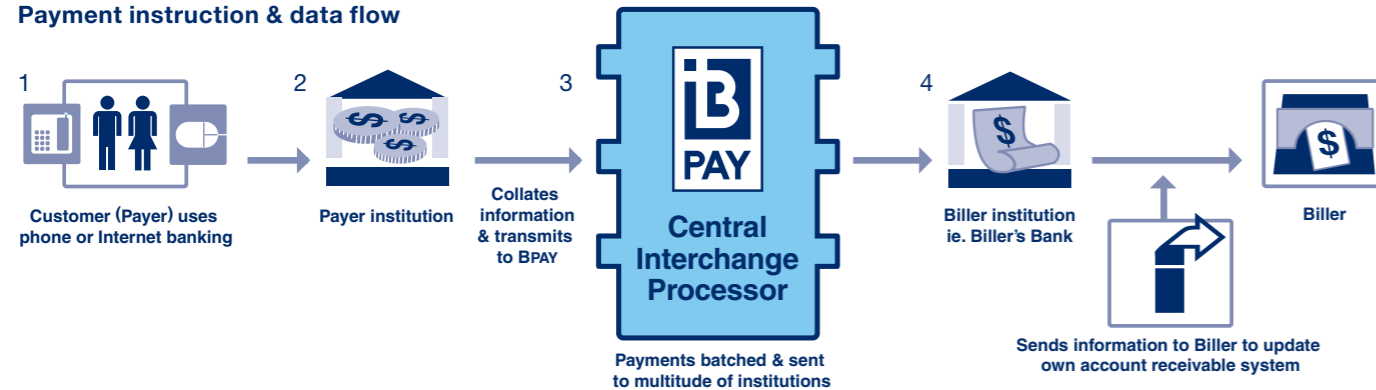 Payment instruction & data flow
1
Customer (Payer) uses
phone or Internet banking
2
$ $
$
Payer institution
3
Collates
information
& transmits
to BPAY
B
PAY
Central
Interchange
Processor
Payments batched & sent
to multitude of institutions
4
$
Biller institution
ie. Biller's Bank
Sends information to Biller to update
own account receivable system
$
Biller